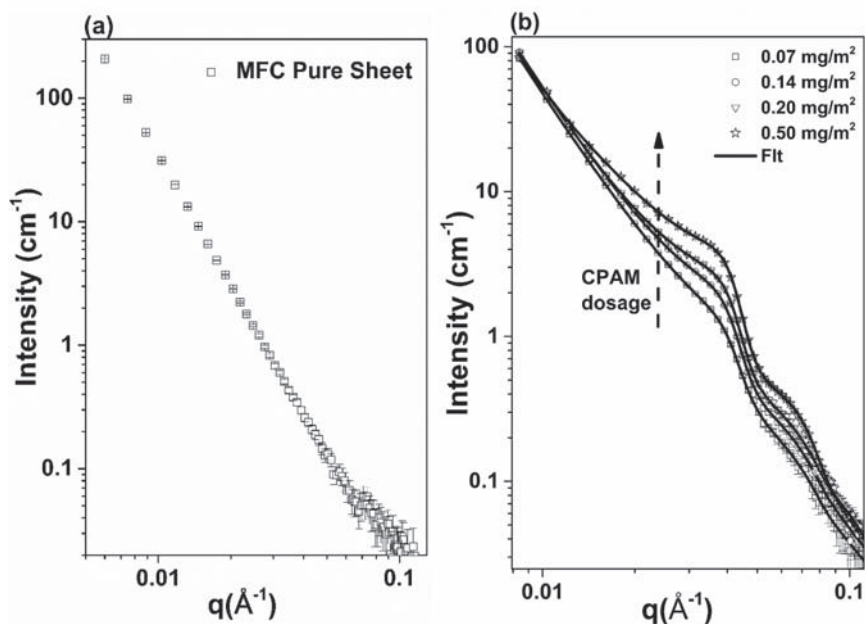 (a)
MFC Pure Sheet
100
10
1
0.1
0.01
0.1
Intensity (cm⁻¹)
q(Å⁻¹)
(b)
0.07 mg/m²
0.14 mg/m²
0.20 mg/m²
0.50 mg/m²
FIt
CPAM
dosage
100
10
1
0.1
0.01
0.1
Intensity (cm⁻¹)
q(Å⁻¹)